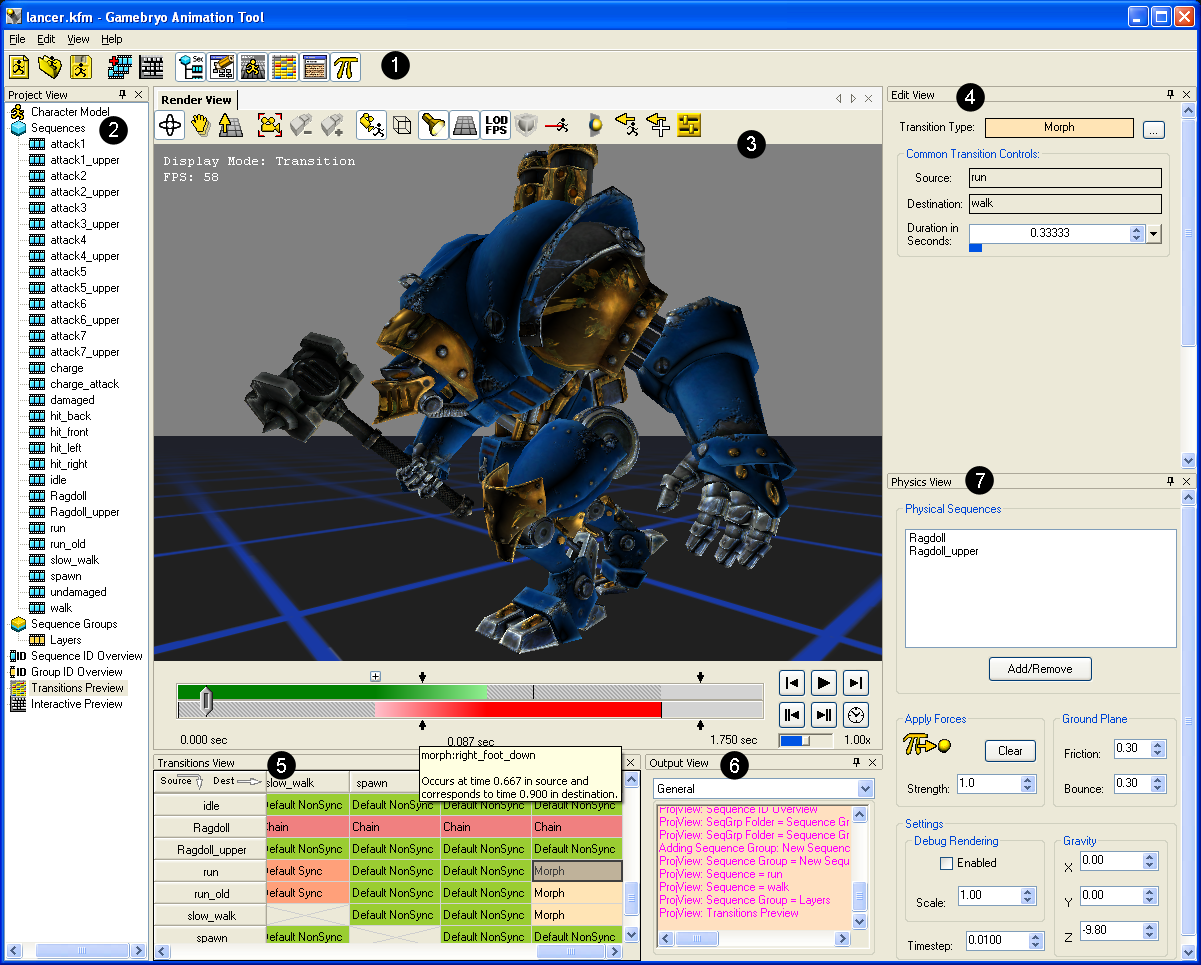 lancer.kfm - Gamebryo Animation Tool
File Edit View Help
1
Project View
Character Model
Sequences
2
attack1
attack1_upper
attack2
attack2_upper
attack3
attack3_upper
attack4
attack4_upper
attack5
attack5_upper
attack6
attack6_upper
attack7
attack7_upper
charge
charge_attack
damaged
hit_back
hit_front
hit_left
hit_right
idle
Ragdoll
Ragdoll_upper
run
run_old
slow_walk
spawn
undamaged
walk
Sequence Groups
Layers
Sequence ID Overview
Group ID Overview
Transitions Preview
Interactive Preview
Render View
LOD
FPS
3
Display Mode: Transition
FPS: 58
0.000 sec
0.087 sec
1.750 sec
1.00x
morph:right_foot_down
Occurs at time 0.667 in source and
corresponds to time 0.900 in destination.
Edit View
4
Transition Type: Morph ...
Common Transition Controls:
Source: run
Destination: walk
Duration in
Seconds:
0.33333
Transitions View
5
Source Dest slow_walk spawn
idle Default NonSync Default NonSync Default NonSync Default NonSync
Ragdoll Chain Chain Chain Chain
Ragdoll_upper Default NonSync Default NonSync Default NonSync Default NonSync
run Default Sync Default NonSync Default NonSync Morph
run_old Default Sync Default NonSync Default NonSync Morph
slow_walk Default NonSync Default NonSync Morph
spawn Default NonSync Default NonSync Default NonSync
Output View
6
General
ProjView: Sequence ID Overview
ProjView: SeqGrp Folder = Sequence Gr
ProjView: SeqGrp Folder = Sequence Gr
Adding Sequence Group: New Sequenc
ProjView: Sequence Group = New Sequ
ProjView: Sequence = run
ProjView: Sequence = walk
ProjView: Sequence Group = Layers
ProjView: Transitions Preview
Physics View
7
Physical Sequences
Ragdoll
Ragdoll_upper
Add/Remove
Apply Forces
Clear
Strength: 1.0
Ground Plane
Friction: 0.30
Bounce: 0.30
Settings
Debug Rendering
Enabled
Scale: 1.00
Timestep: 0.0100
Gravity
X 0.00
Y 0.00
Z -9.80